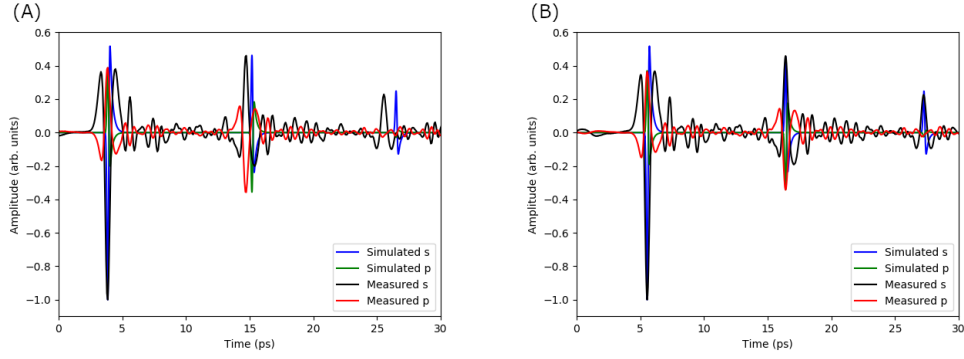 (A)
0.6
0.4
0.2
0.0
−0.2
−0.4
−0.6
−0.8
−1.0
Amplitude (arb. units)
0
5
10
15
20
25
30
Time (ps)
Simulated s
Simulated p
Measured s
Measured p
(B)
0.6
0.4
0.2
0.0
−0.2
−0.4
−0.6
−0.8
−1.0
Amplitude (arb. units)
0
5
10
15
20
25
30
Time (ps)
Simulated s
Simulated p
Measured s
Measured p